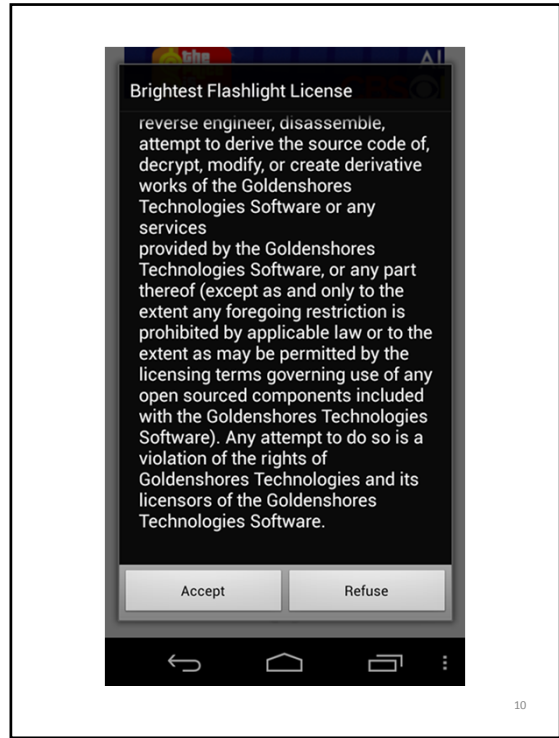 the
A
Brightest Flashlight License
reverse engineer, disassemble,
attempt to derive the source code of,
decrypt, modify, or create derivative
works of the Goldenshores
Technologies Software or any
services
provided by the Goldenshores
Technologies Software, or any part
thereof (except as and only to the
extent any foregoing restriction is
prohibited by applicable law or to the
extent as may be permitted by the
licensing terms governing use of any
open sourced components included
with the Goldenshores Technologies
Software). Any attempt to do so is a
violation of the rights of
Goldenshores Technologies and its
licensors of the Goldenshores
Technologies Software.
Accept
Refuse
10